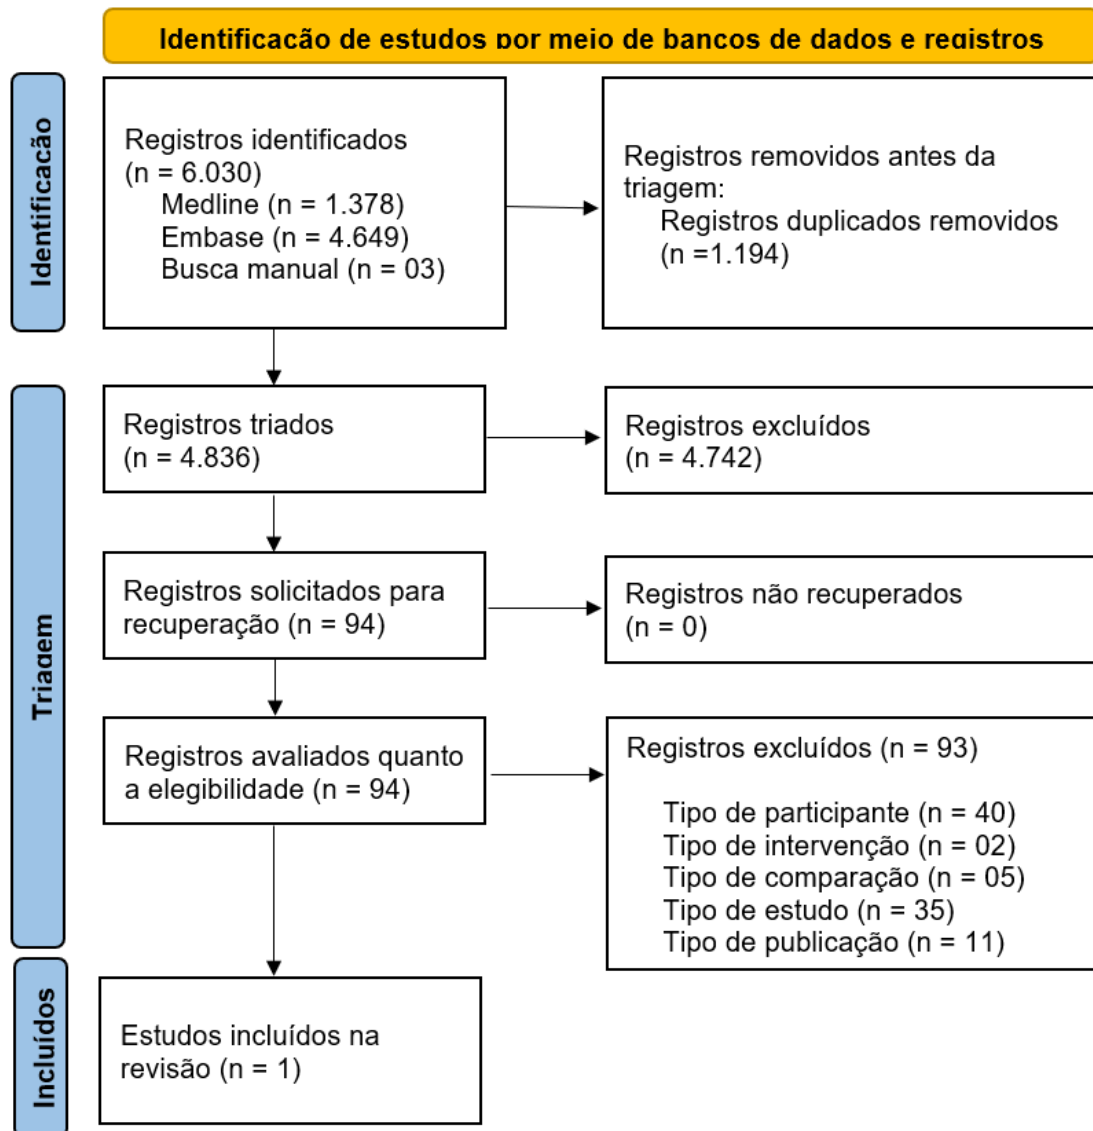 Identificação de estudos por meio de bancos de dados e registros
Identificação
Registros identificados
(n = 6.030)
Medline (n = 1.378)
Embase (n = 4.649)
Busca manual (n = 03)
Registros removidos antes da
triagem:
Registros duplicados removidos
(n =1.194)
Triagem
Registros triados
(n = 4.836)
Registros excluídos
(n = 4.742)
Registros solicitados para
recuperação (n = 94)
Registros não recuperados
(n = 0)
Registros avaliados quanto
a elegibilidade (n = 94)
Registros excluídos (n = 93)
Tipo de participante (n = 40)
Tipo de intervenção (n = 02)
Tipo de comparação (n = 05)
Tipo de estudo (n = 35)
Tipo de publicação (n = 11)
Incluídos
Estudos incluídos na
revisão (n = 1)